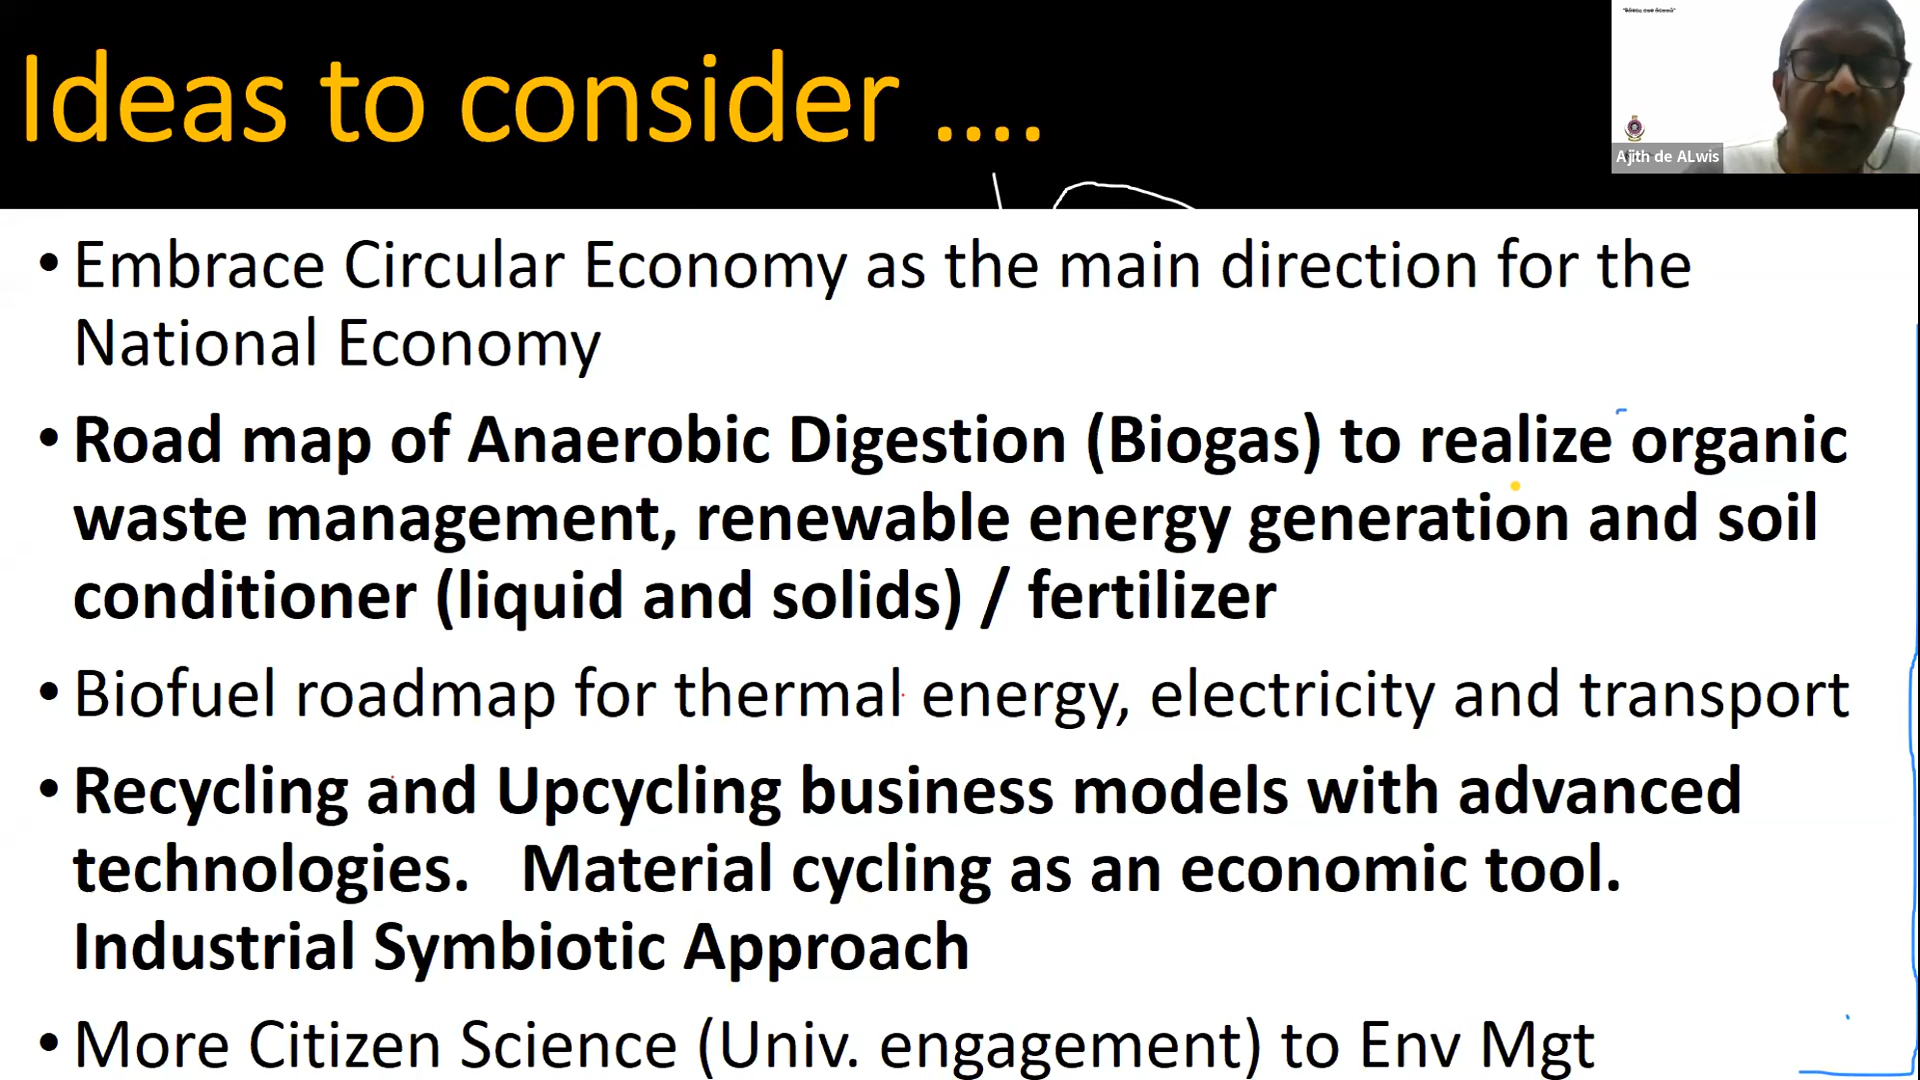 Ideas to consider ....
Ajith de ALwis
• Embrace Circular Economy as the main direction for the
National Economy
• Road map of Anaerobic Digestion (Biogas) to realize organic
waste management, renewable energy generation and soil
conditioner (liquid and solids) / fertilizer
• Biofuel roadmap for thermal energy, electricity and transport
• Recycling and Upcycling business models with advanced
technologies.   Material cycling as an economic tool.
Industrial Symbiotic Approach
• More Citizen Science (Univ. engagement) to Env Mgt